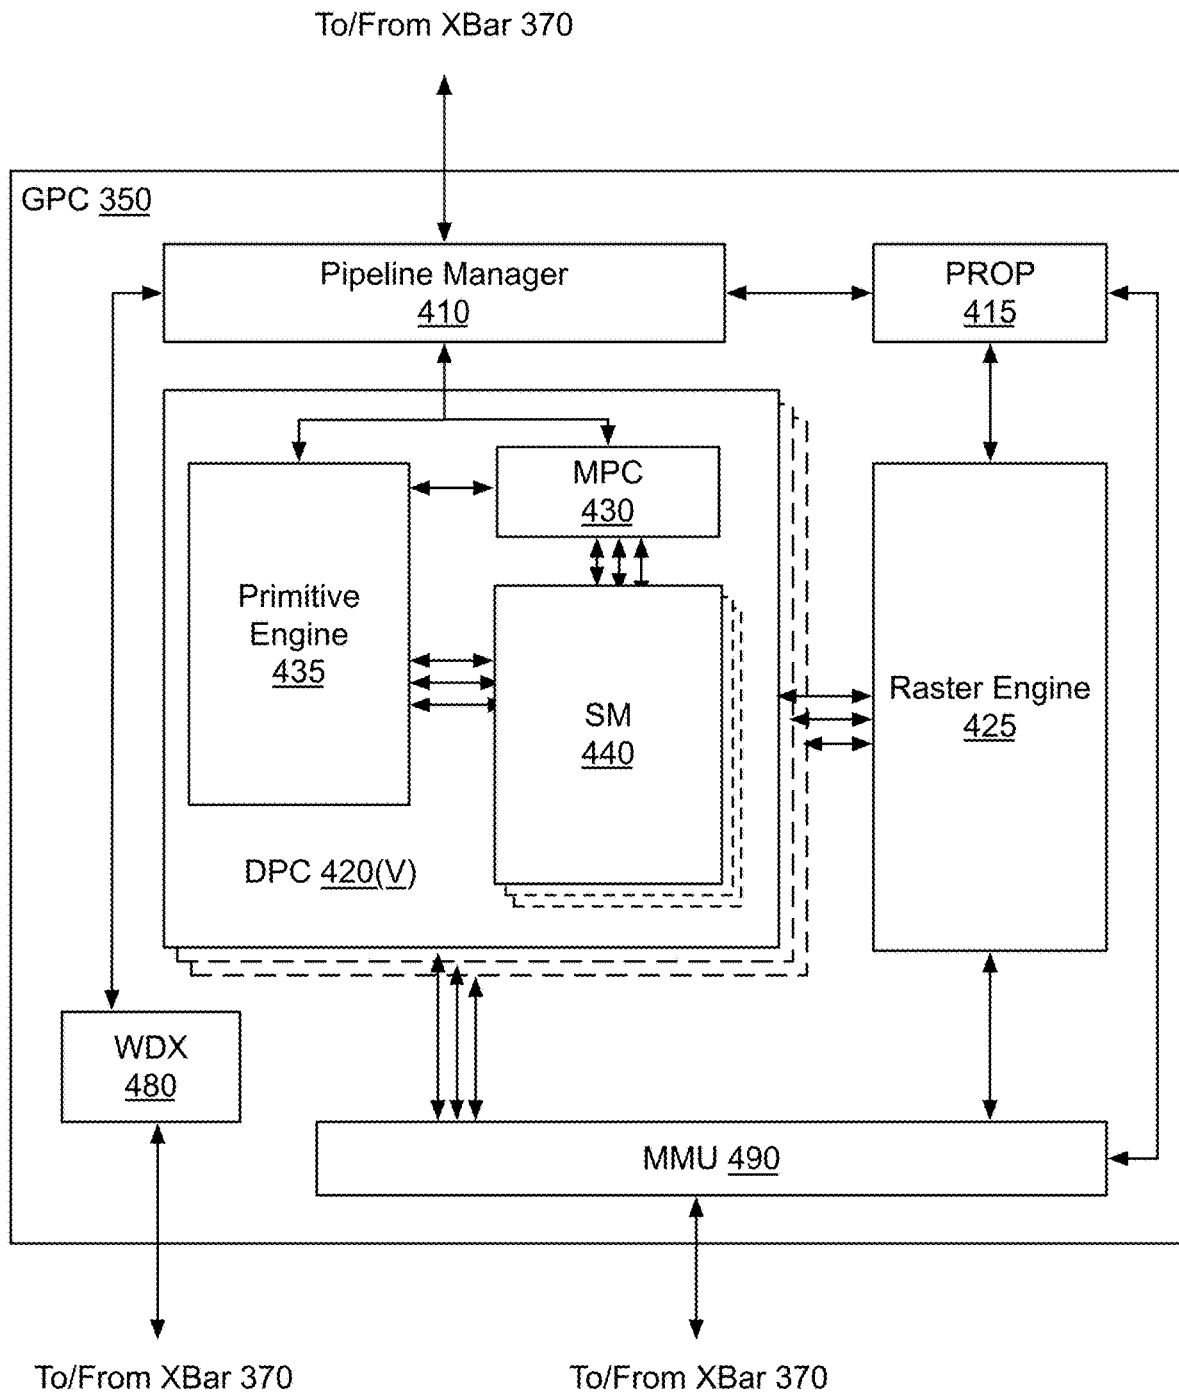 To/From XBar 370
GPC 350
Pipeline Manager
410
PROP
415
MPC
430
Primitive
Engine
435
SM
440
Raster Engine
425
DPC 420(V)
WDX
480
MMU 490
To/From XBar 370
To/From XBar 370